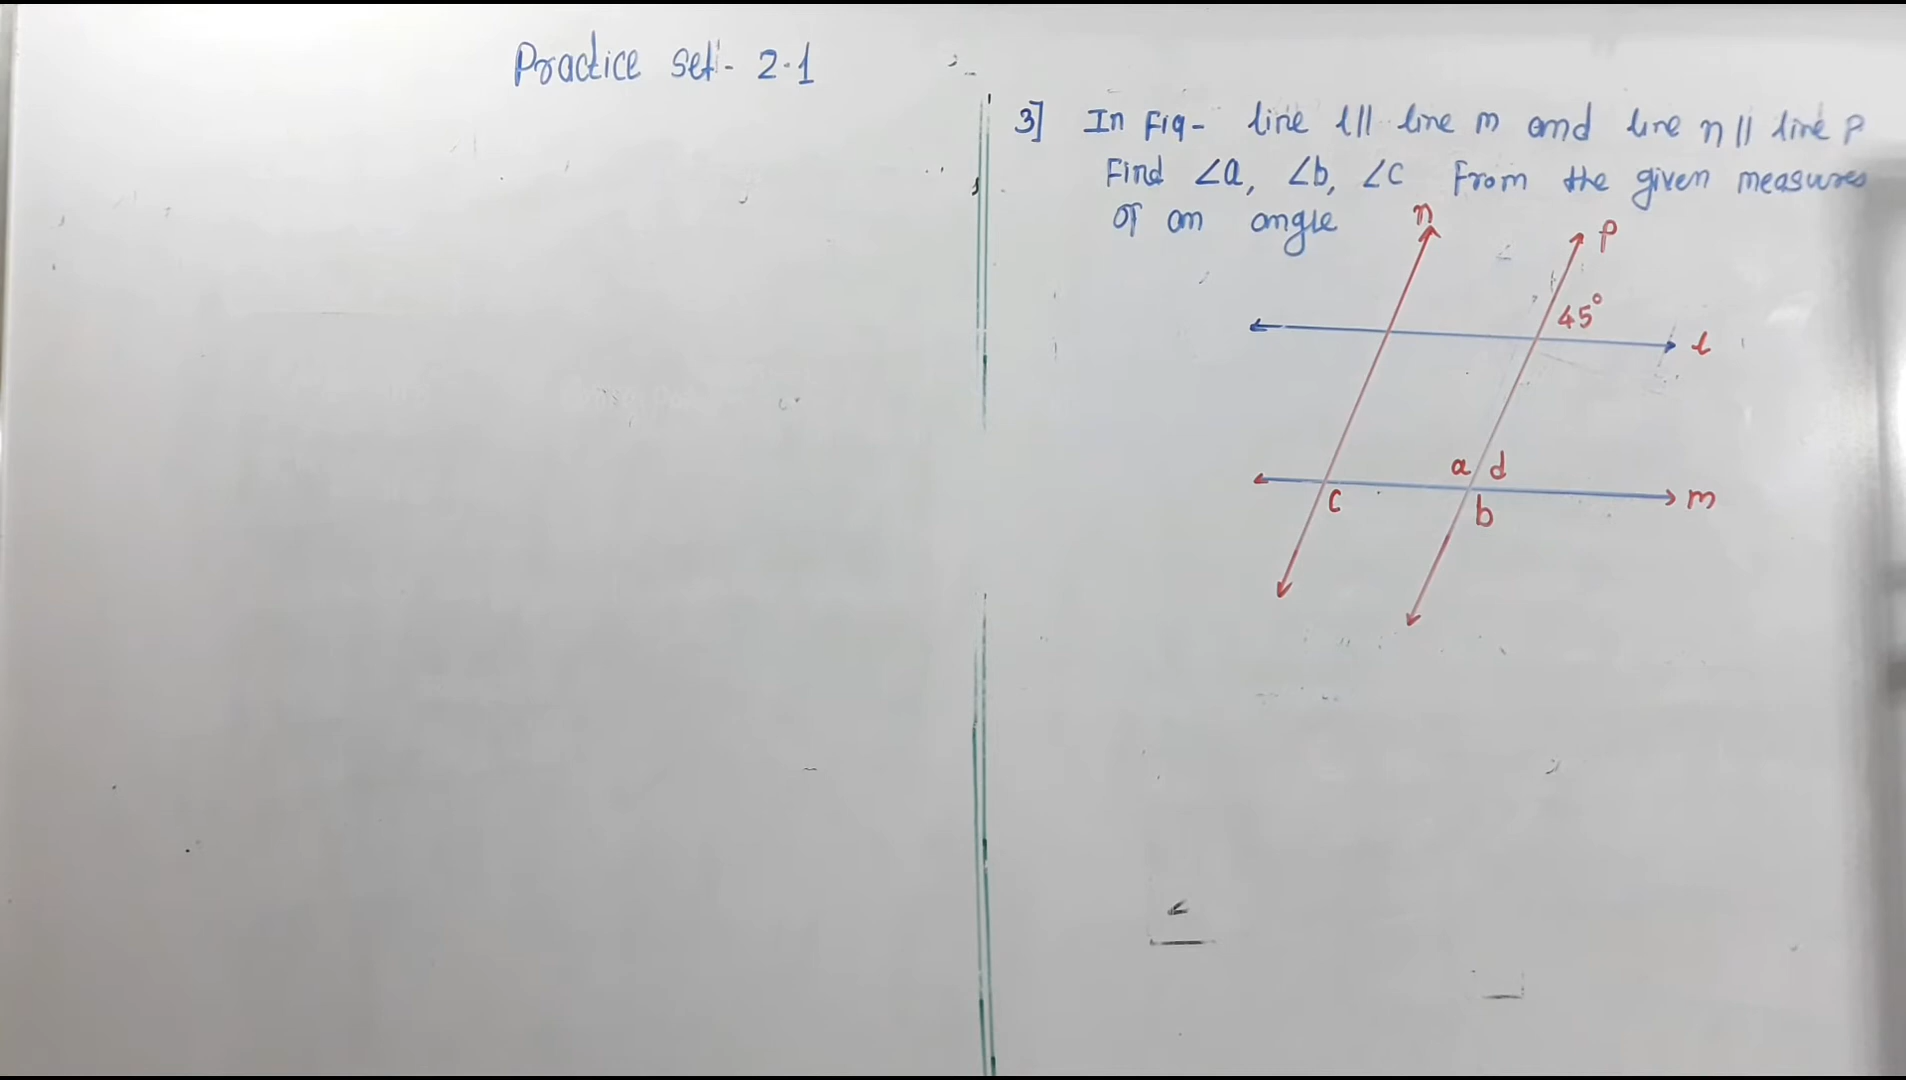 Practice Set- 2.1
3] In Fig- line l || line m and line n || line P
Find ∠a, ∠b, ∠c From the given measures
of an angle
n
P
45°
l
a d
c
b
m